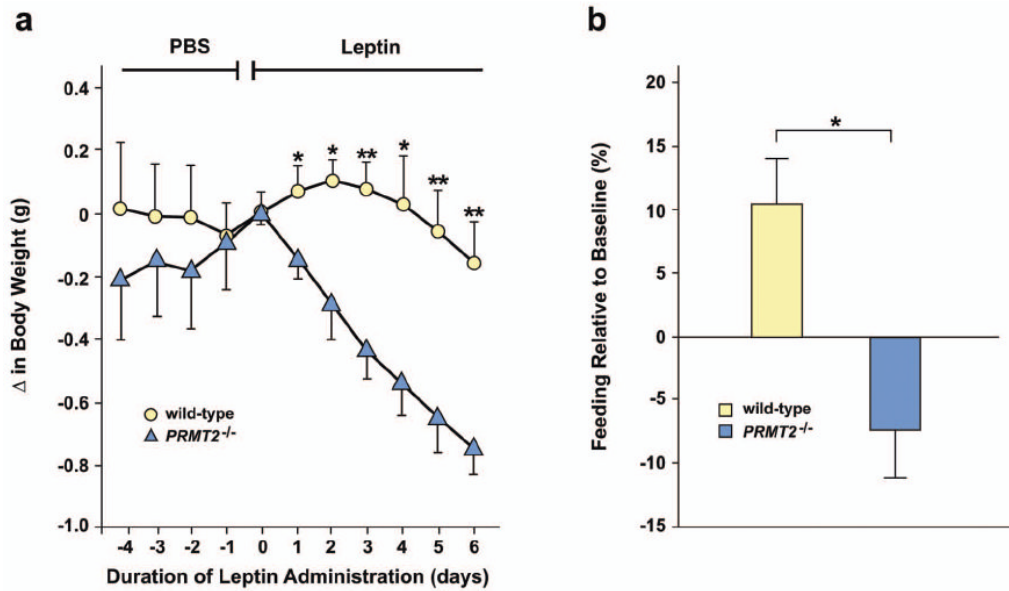 a
PBS
Leptin
0.4
0.2
0
-0.2
-0.4
-0.6
-0.8
-1.0
Δ in Body Weight (g)
* * ** * ** **
wild-type
PRMT2-/-
-4 -3 -2 -1 0 1 2 3 4 5 6
Duration of Leptin Administration (days)
b
20
15
10
5
0
-5
-10
-15
Feeding Relative to Baseline (%)
*
wild-type
PRMT2-/-